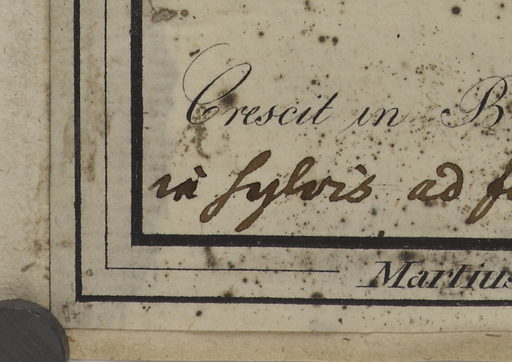 Crescit in B
in sylvis ad
Martius